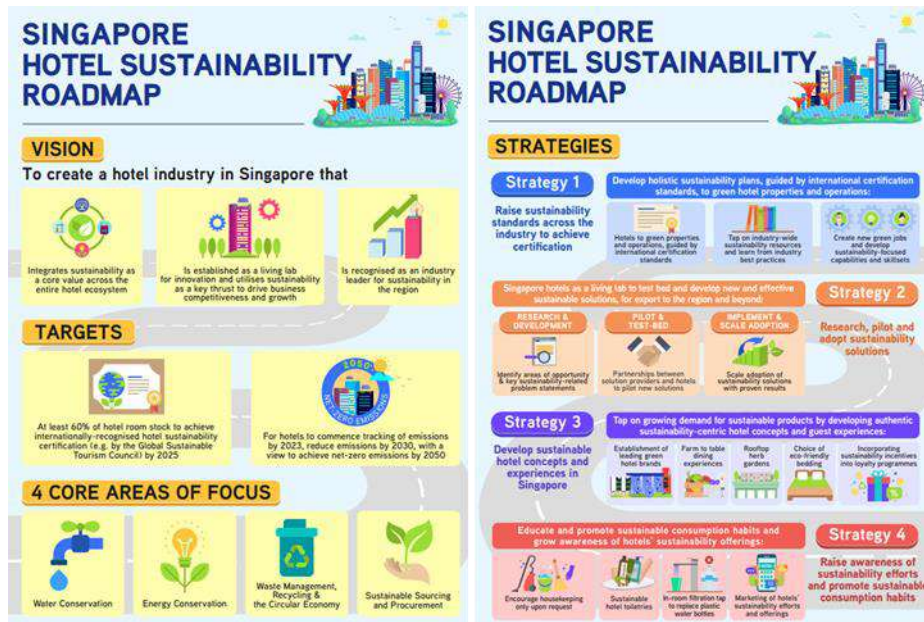 SINGAPORE
HOTEL SUSTAINABILITY
ROADMAP
VISION
To create a hotel industry in Singapore that
Integrates sustainability as
a core value across the
entire hotel ecosystem
Is established as a living lab
for innovation and utilises sustainability
as a key thrust to drive business
competitiveness and growth
Is recognised as an industry
leader for sustainability in
the region
TARGETS
At least 60% of hotel room stock to achieve
internationally-recognised hotel sustainability
certification (e.g. by the Global Sustainable
Tourism Council) by 2025
2050
NET-ZERO EMISSIONS
For hotels to commence tracking of emissions
by 2023, reduce emissions by 2030, with a
view to achieve net-zero emissions by 2050
4 CORE AREAS OF FOCUS
Water Conservation
Energy Conservation
Waste Management,
Recycling &
the Circular Economy
Sustainable Sourcing
and Procurement
SINGAPORE
HOTEL SUSTAINABILITY
ROADMAP
STRATEGIES
Strategy 1
Raise sustainability
standards across the
industry to achieve
certification
Develop holistic sustainability plans, guided by international certification
standards, to green hotel properties and operations:
Hotels to green properties
and operations, guided by
international certification
standards
Tap on industry-wide
sustainability resources
and learn from industry
best practices
Create new green jobs and
develop
sustainability-focused
capabilities and skillsets
Singapore hotels as a living lab to test bed and develop new and effective
sustainable solutions, for export to the region and beyond:
Strategy 2
Research, pilot and
adopt sustainability
solutions
RESEARCH &
DEVELOPMENT
Identify areas of opportunity
& key sustainability-related
problem statements
PILOT &
TEST-BED
Partnerships between
solution providers and hotels
to pilot new solutions
IMPLEMENT &
SCALE ADOPTION
Scale adoption of
sustainability solutions
with proven results
Strategy 3
Develop sustainable
hotel concepts and
experiences in
Singapore
Tap on growing demand for sustainable products by developing authentic
sustainability-centric hotel concepts and guest experiences:
Establishment of
leading green
hotel brands
Farm to table
dining
experiences
Rooftop
herb
gardens
Choice of
eco-friendly
bedding
Incorporating
sustainability incentives
into loyalty programmes
Educate and promote sustainable consumption habits and
grow awareness of hotels' sustainability offerings:
Strategy 4
Raise awareness of
sustainability efforts
and promote sustainable
consumption habits
Encourage housekeeping
only upon request
Sustainable
hotel toiletries
In-room filtration tap
to replace plastic
water bottles
Marketing of hotels'
sustainability efforts
and offerings